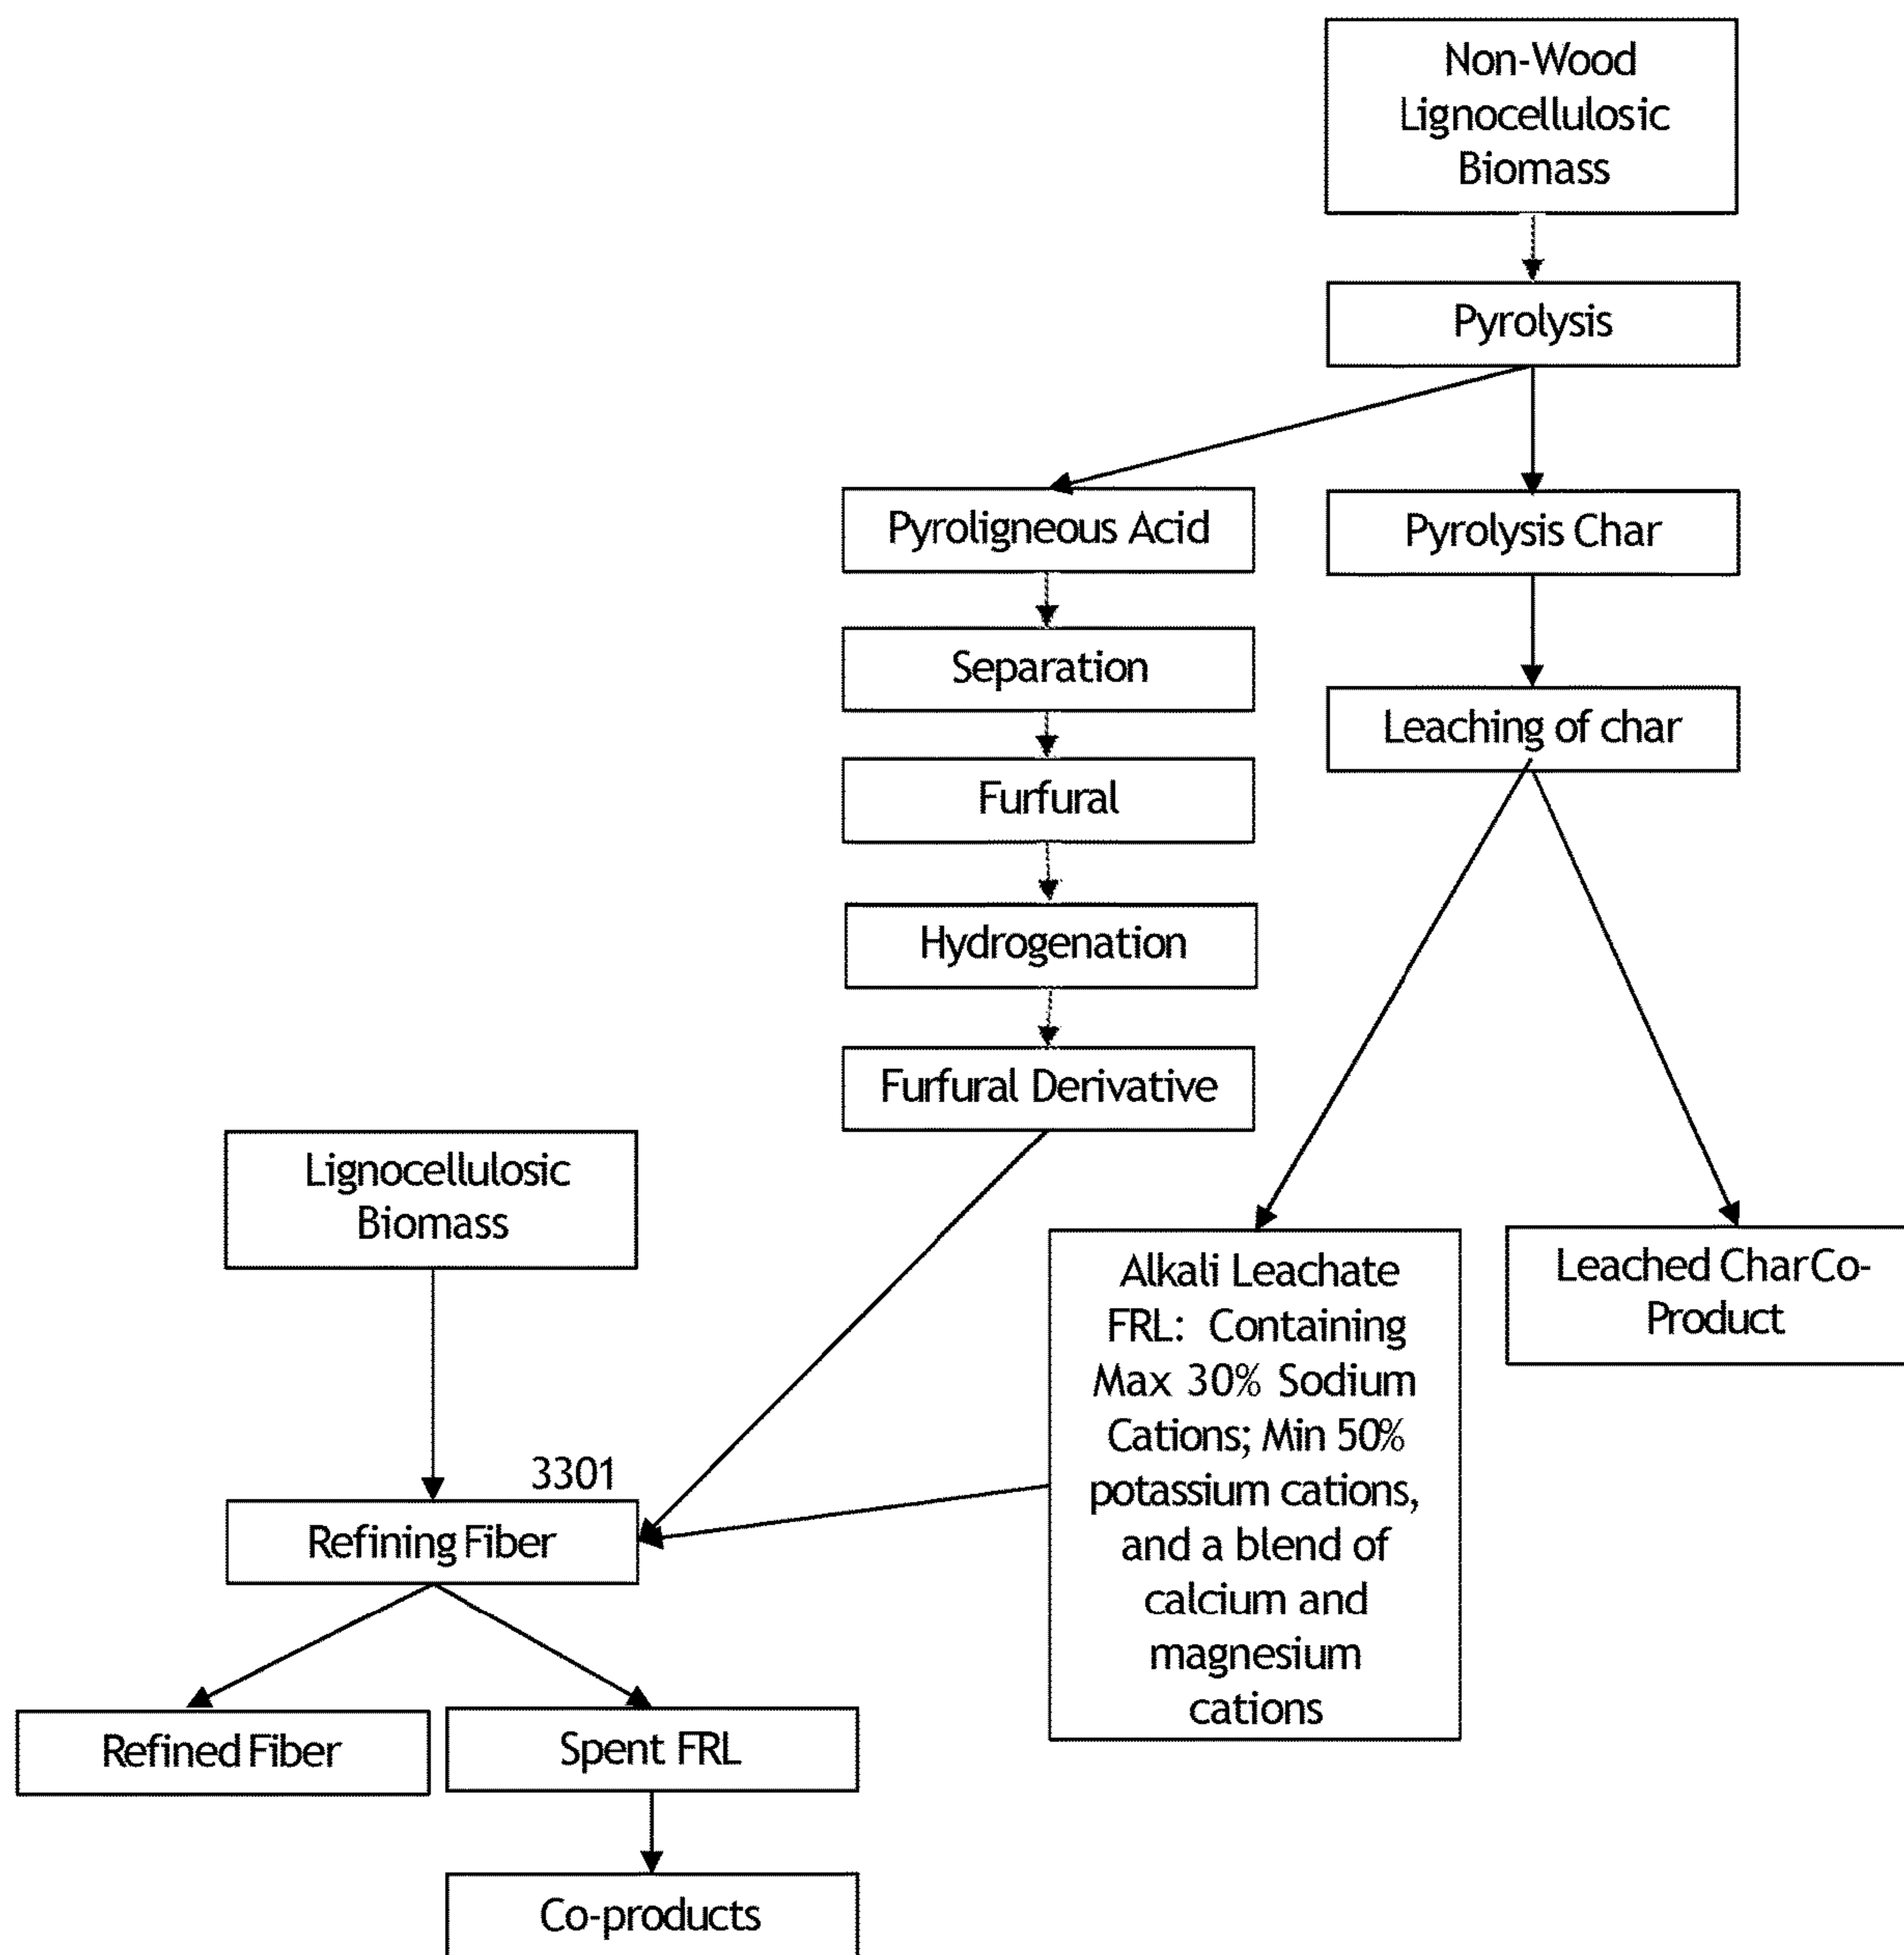 Non-Wood
Lignocellulosic
Biomass
Pyrolysis
Pyroligneous Acid
Pyrolysis Char
Separation
Leaching of char
Furfural
Hydrogenation
Furfural Derivative
Lignocellulosic
Biomass
Alkali Leachate
FRL: Containing
Max 30% Sodium
Cations; Min 50%
potassium cations,
and a blend of
calcium and
magnesium
cations
Leached Char Co-
Product
3301
Refining Fiber
Refined Fiber
Spent FRL
Co-products